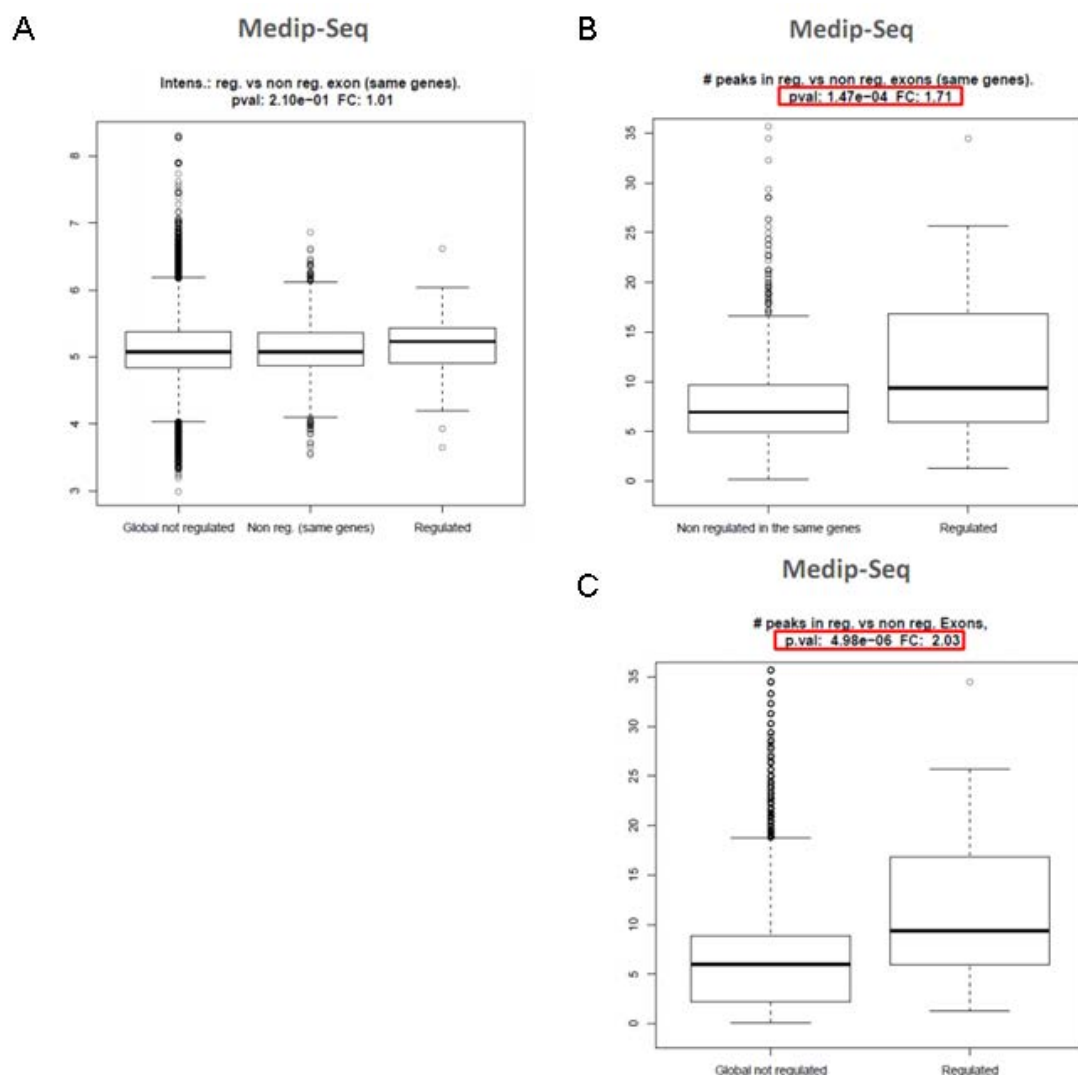 A
Medip-Seq
Intens.: reg. vs non reg. exon (same genes).
pval: 2.10e−01 FC: 1.01
8
7
6
5
4
3
Global not regulated
Non reg. (same genes)
Regulated
B
Medip-Seq
# peaks in reg. vs non reg. exons (same genes).
pval: 1.47e−04 FC: 1.71
35
30
25
20
15
10
5
0
Non regulated in the same genes
Regulated
C
Medip-Seq
# peaks in reg. vs non reg. Exons,
p.val: 4.98e−06 FC: 2.03
35
30
25
20
15
10
5
0
Global not regulated
Regulated